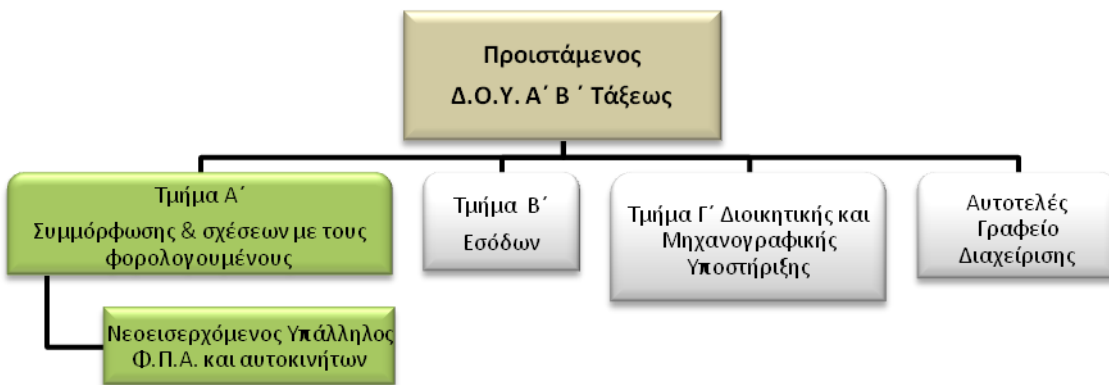 Προιστάμενος
Δ.Ο.Υ. Α΄ Β ΄ Τάξεως
Τμήμα Α΄
Συμμόρφωσης & σχέσεων με τους
φορολογουμένους
Τμήμα Β΄
Εσόδων
Τμήμα Γ΄ Διοικητικής και
Μηχανογραφικής
Υποστήριξης
Αυτοτελές
Γραφείο
Διαχείρισης
Νεοεισερχόμενος Υπάλληλος
Φ.Π.Α. και αυτοκινήτων